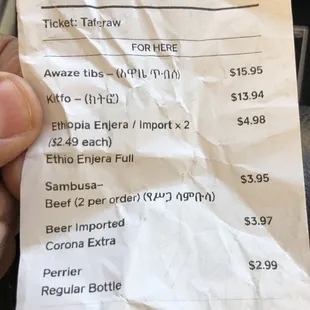 Ticket: Taferaw
FOR HERE
Awaze tibs – (አዋዜ ጥብስ) $15.95
Kitfo – (ክትፎ) $13.94
Ethiopia Enjera / Import x 2 $4.98
($2.49 each)
Ethio Enjera Full
Sambusa– $3.95
Beef (2 per order) (የሥጋ ሳምቡሳ)
Beer Imported $3.97
Corona Extra
Perrier $2.99
Regular Bottle